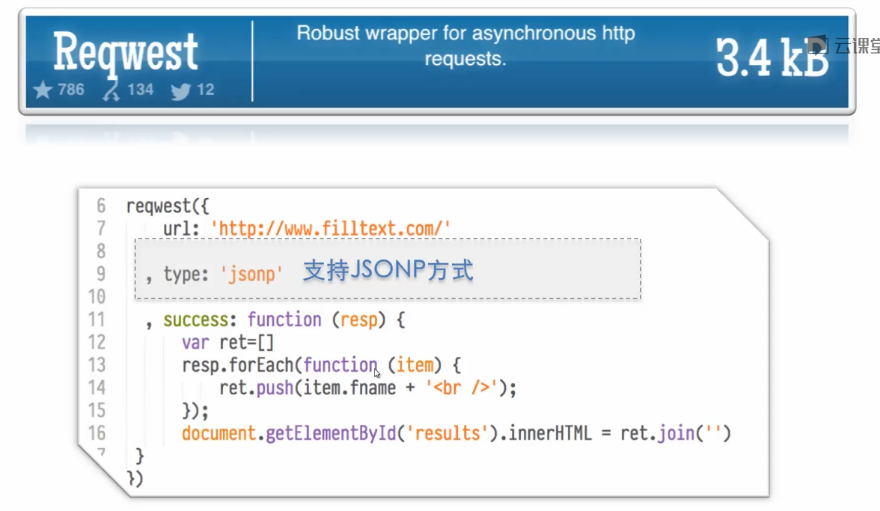 Reqwest
Robust wrapper for asynchronous http
requests.
3.4 kB
云课堂
786 134 12
6 reqwest({
7 url: 'http://www.filltext.com/'
8
9 , type: 'jsonp' 支持JSONP方式
10
11 , success: function (resp) {
12 var ret=[]
13 resp.forEach(function (item) {
14 ret.push(item.fname + '<br />');
15 });
16 document.getElementById('results').innerHTML = ret.join('')
7 }
})